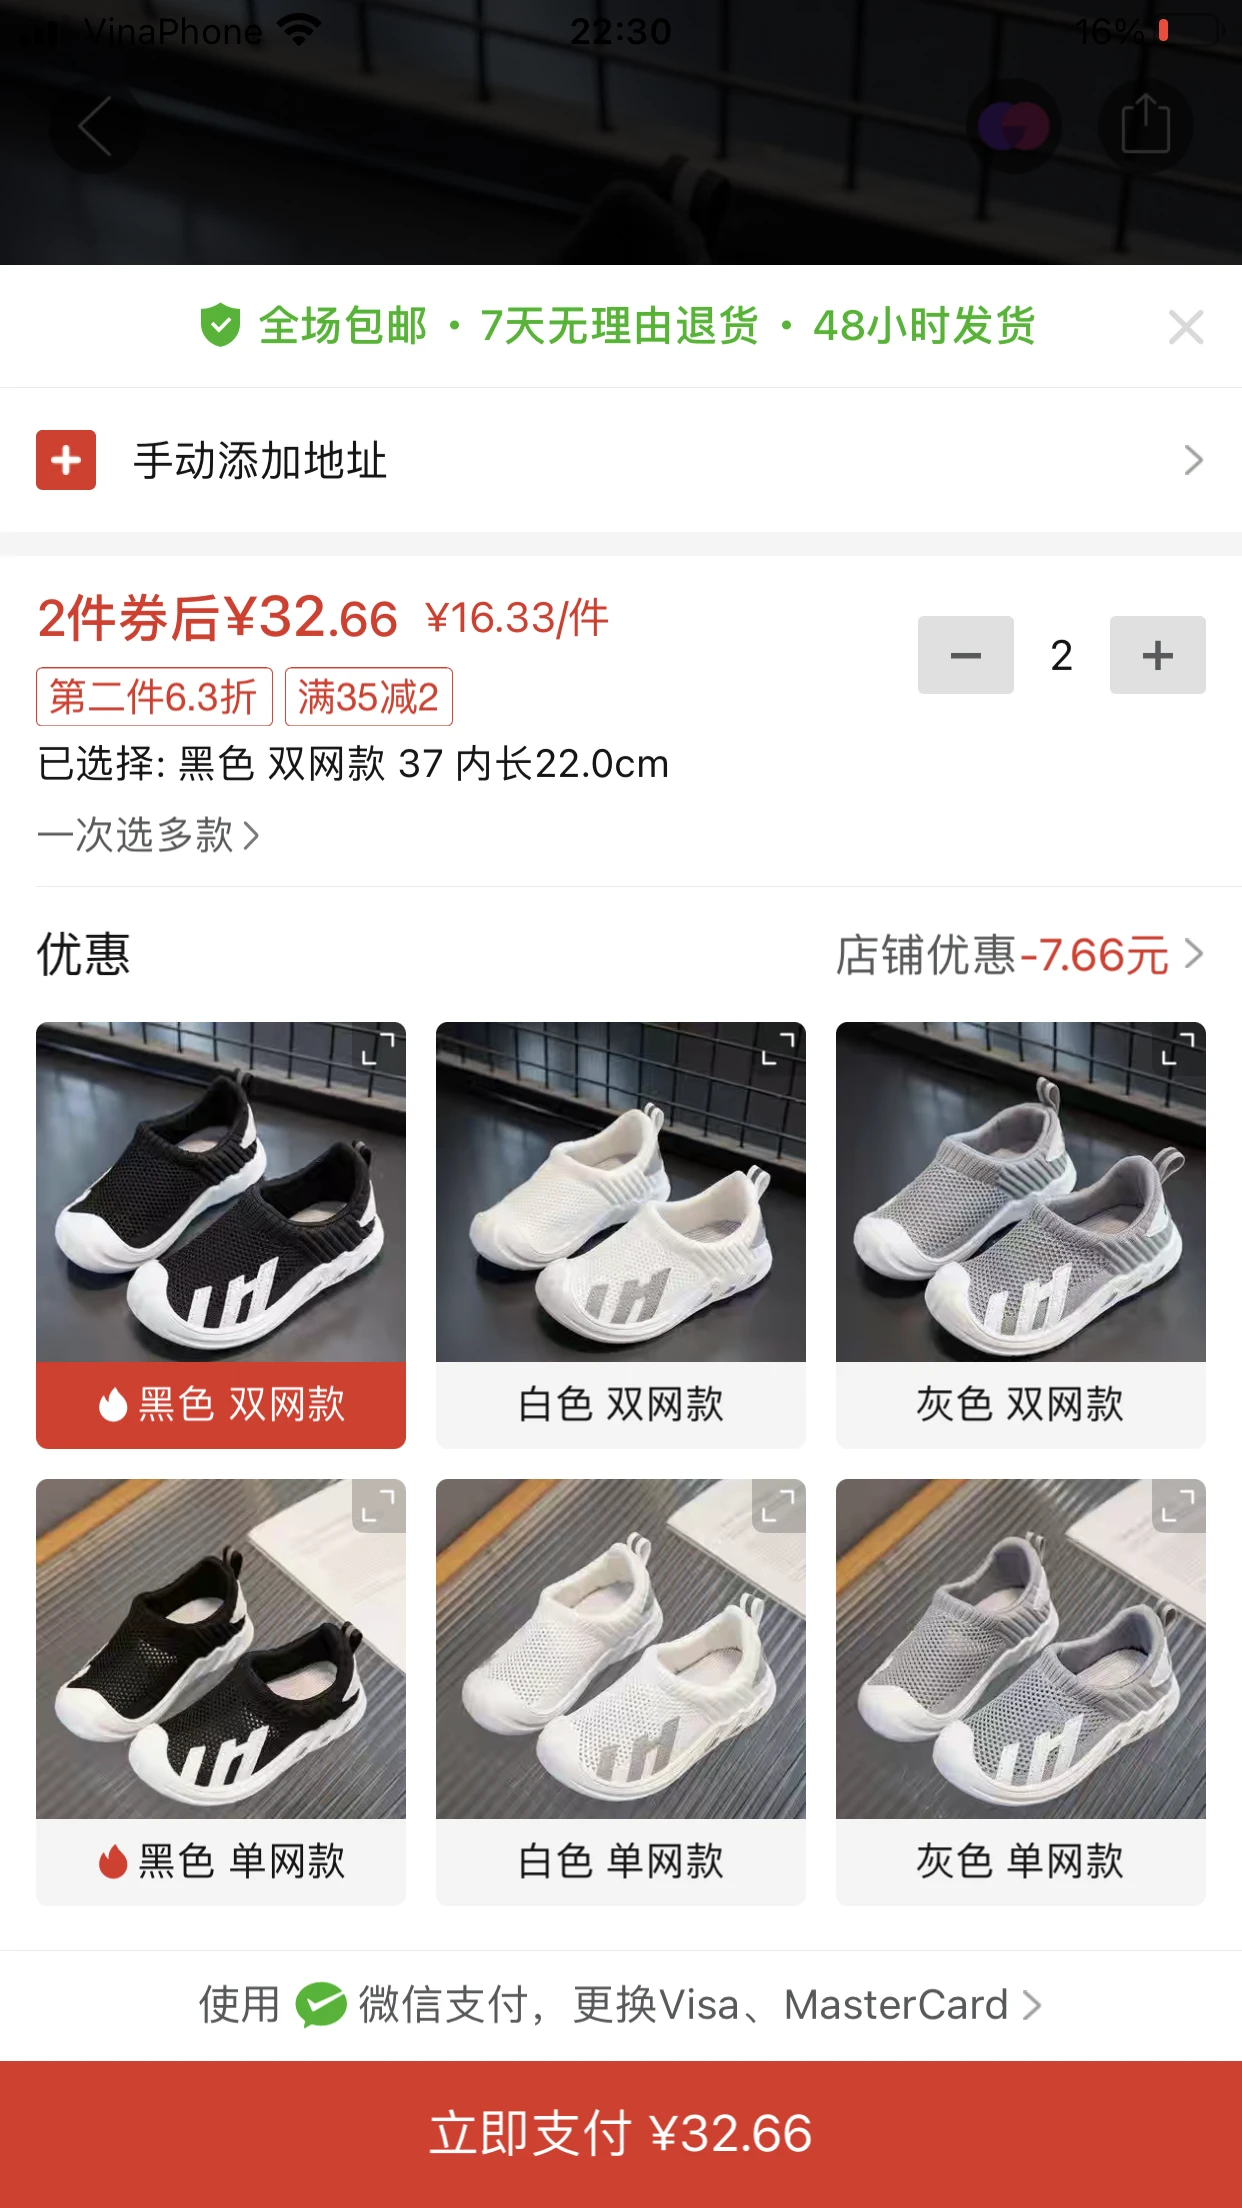 VinaPhone 22:30 16%
全场包邮 · 7天无理由退货 · 48小时发货
手动添加地址
2件券后¥32.66 ¥16.33/件
2
第二件6.3折 满35减2
已选择: 黑色 双网款 37 内长22.0cm
一次选多款
优惠 店铺优惠-7.66元
黑色 双网款 白色 双网款 灰色 双网款
黑色 单网款 白色 单网款 灰色 单网款
使用 微信支付，更换Visa、MasterCard
立即支付 ¥32.66